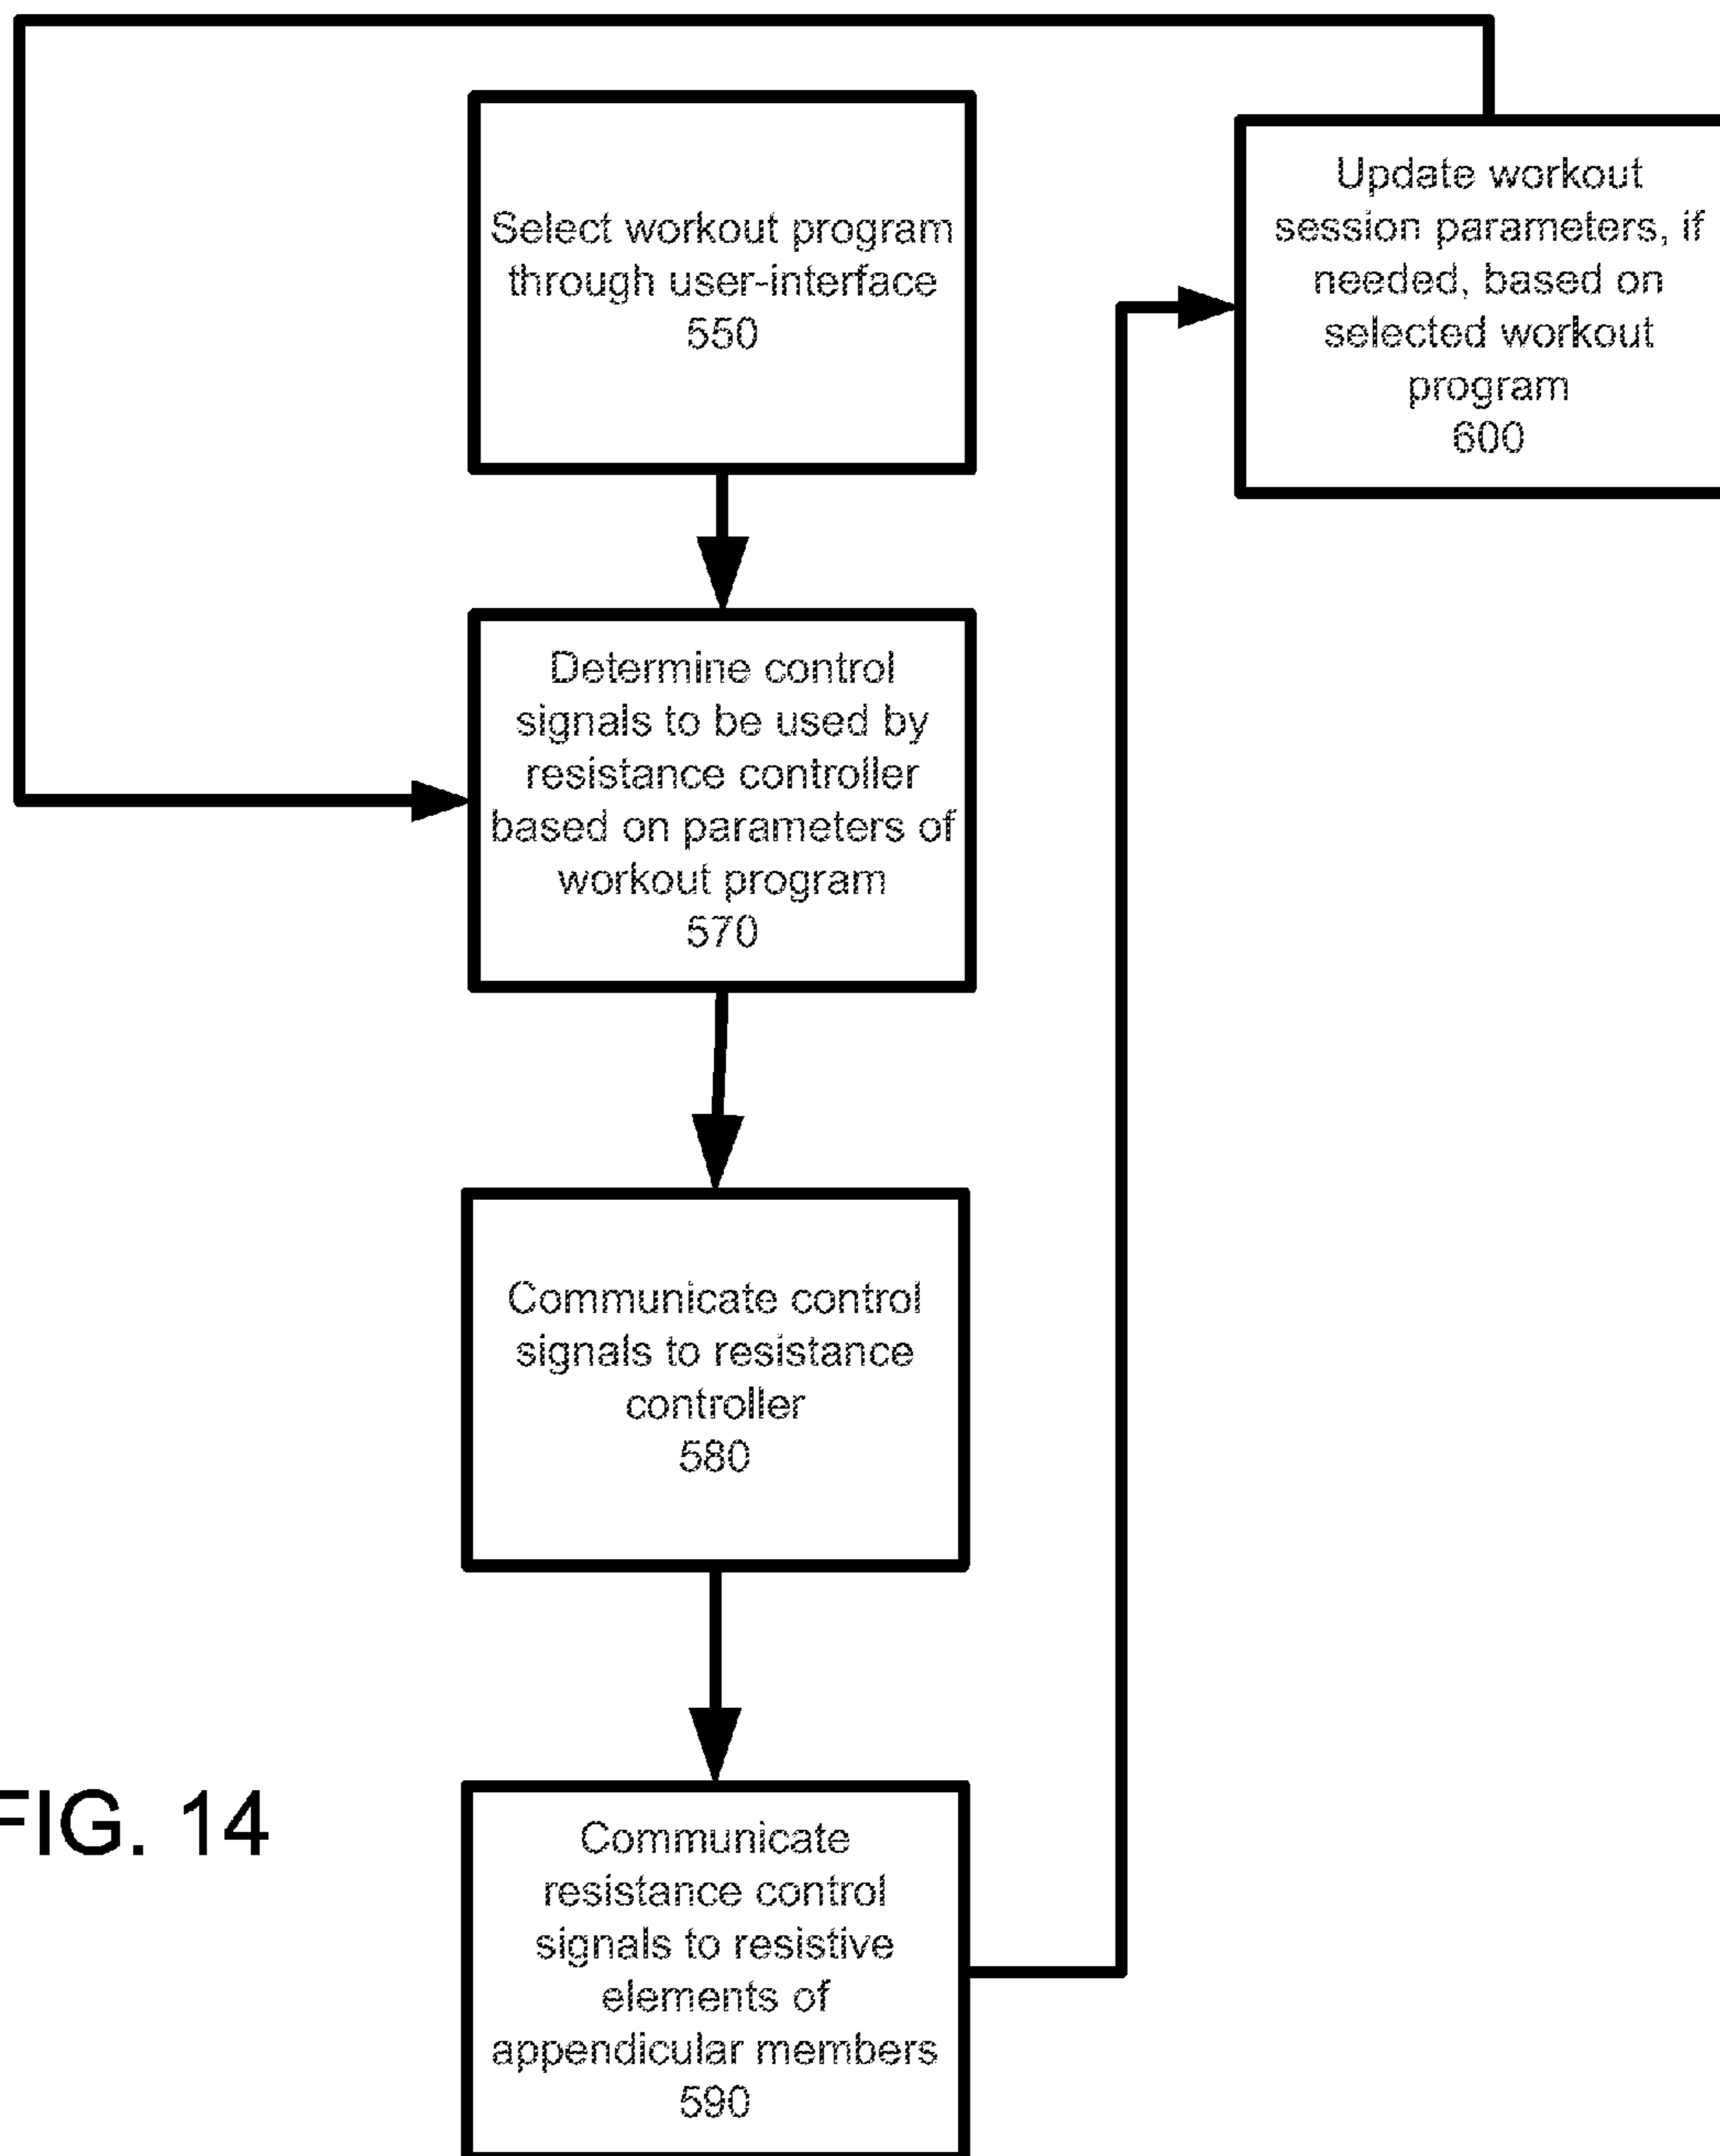 Select workout program
through user-interface
550
Update workout
session parameters, if
needed, based on
selected workout
program
600
Determine control
signals to be used by
resistance controller
based on parameters of
workout program
570
Communicate control
signals to resistance
controller
580
Communicate
resistance control
signals to resistive
elements of
appendicular members
590
FIG. 14